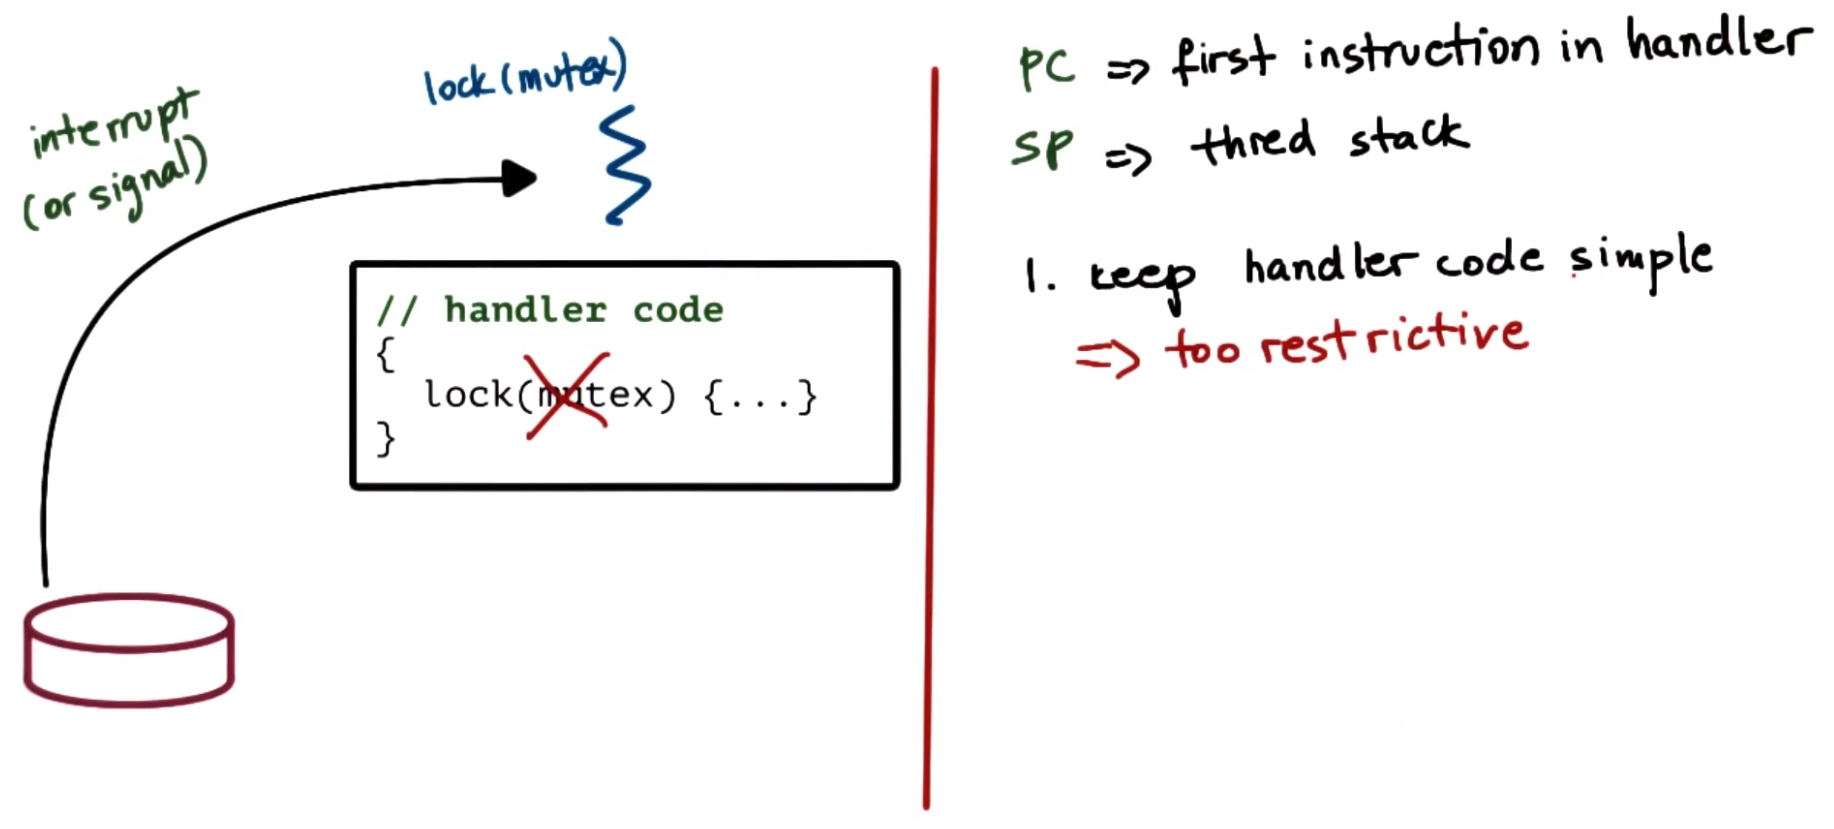 interrupt
(or signal)
lock(mutex)
// handler code
{
lock(mutex) {...}
}
PC => first instruction in handler
SP => thred stack
1. keep handler code simple
=> too restrictive